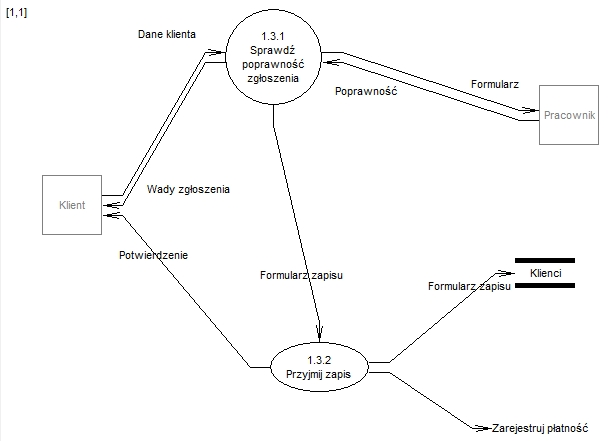 [1,1]
Dane klienta
1.3.1
Sprawdź
poprawność
zgłoszenia
Formularz
Poprawność
Pracownik
Wady zgłoszenia
Klient
Potwierdzenie
Formularz zapisu
Klienci
Formularz zapisu
1.3.2
Przyjmij zapis
Zarejestruj płatność